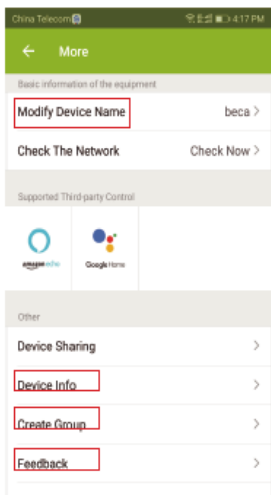 China Telecom 4:17 PM
← More
Basic information of the equipment
Modify Device Name beca >
Check The Network Check Now >
Supported Third-party Control
amazon echo Google Home
Other
Device Sharing >
Device Info >
Create Group >
Feedback >